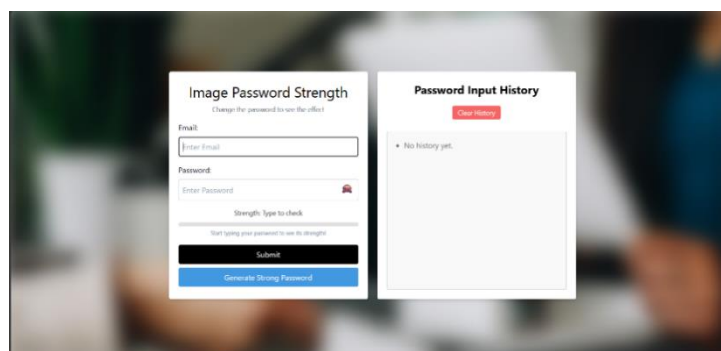 Image Password Strength
Change the password to see the effect
Email:
Enter Email
Password:
Enter Password
Strength: Type to check
Start typing your password to see its strength!
Submit
Generate Strong Password
Password Input History
Clear History
No history yet.